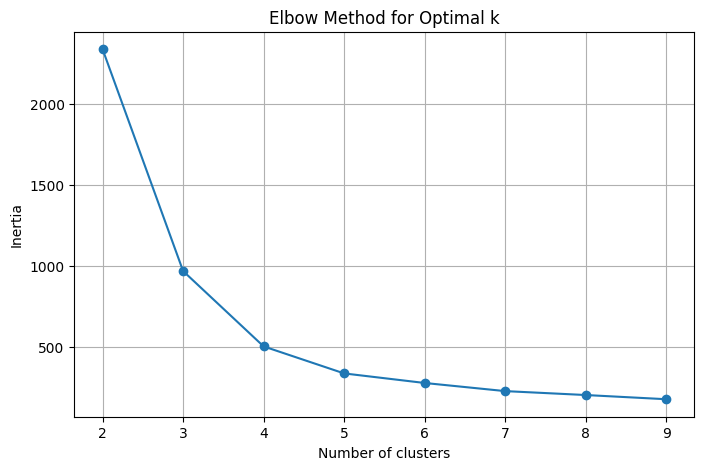 Elbow Method for Optimal k
Inertia
2000
1500
1000
500
2 3 4 5 6 7 8 9
Number of clusters